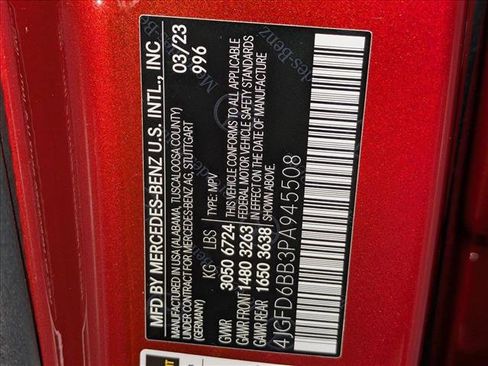 MFD BY MERCEDES-BENZ U.S. INTL., INC 03/23
MANUFACTURED IN USA (ALABAMA, TUSCALOOSA COUNTY) 996
FOR MERCEDES-BENZ AG, STUTTGART
(GERMANY)
KG LBS TYPE: MPV
GVWR 3050 6724 THIS VEHICLE CONFORMS TO ALL APPLICABLE
GAWR FRONT 1480 3263 FEDERAL MOTOR VEHICLE SAFETY STANDARDS
GAWR REAR 1650 3638 IN EFFECT ON THE DATE OF MANUFACTURE
SHOWN ABOVE.
4JGFD6BB3PA945508